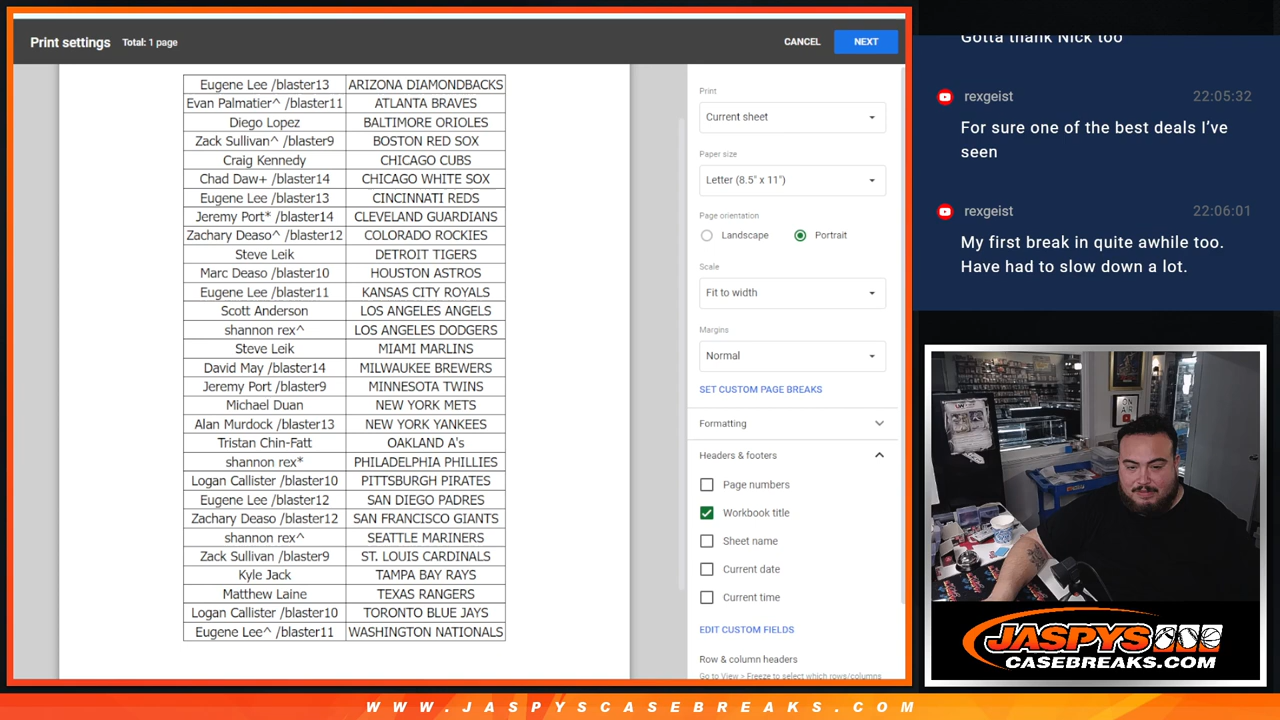 Print settings Total: 1 page CANCEL NEXT
Eugene Lee /blaster13 ARIZONA DIAMONDBACKS
Evan Palmatier^ /blaster11 ATLANTA BRAVES
Diego Lopez BALTIMORE ORIOLES
Zack Sullivan^ /blaster9 BOSTON RED SOX
Craig Kennedy CHICAGO CUBS
Chad Daw+ /blaster14 CHICAGO WHITE SOX
Eugene Lee /blaster13 CINCINNATI REDS
Jeremy Port* /blaster14 CLEVELAND GUARDIANS
Zachary Deaso^ /blaster12 COLORADO ROCKIES
Steve Leik DETROIT TIGERS
Marc Deaso /blaster10 HOUSTON ASTROS
Eugene Lee /blaster11 KANSAS CITY ROYALS
Scott Anderson LOS ANGELES ANGELS
shannon rex^ LOS ANGELES DODGERS
Steve Leik MIAMI MARLINS
David May /blaster14 MILWAUKEE BREWERS
Jeremy Port /blaster9 MINNESOTA TWINS
Michael Duan NEW YORK METS
Alan Murdock /blaster13 NEW YORK YANKEES
Tristan Chin-Fatt OAKLAND A's
shannon rex* PHILADELPHIA PHILLIES
Logan Callister /blaster10 PITTSBURGH PIRATES
Eugene Lee /blaster12 SAN DIEGO PADRES
Zachary Deaso /blaster12 SAN FRANCISCO GIANTS
shannon rex^ SEATTLE MARINERS
Zack Sullivan /blaster9 ST. LOUIS CARDINALS
Kyle Jack TAMPA BAY RAYS
Matthew Laine TEXAS RANGERS
Logan Callister /blaster10 TORONTO BLUE JAYS
Eugene Lee^ /blaster11 WASHINGTON NATIONALS
Print
Current sheet
Paper size
Letter (8.5" x 11")
Page orientation
Landscape Portrait
Scale
Fit to width
Margins
Normal
SET CUSTOM PAGE BREAKS
Formatting
Headers & footers
Page numbers
Workbook title
Sheet name
Current date
Current time
EDIT CUSTOM FIELDS
Row & column headers
Go to View > Freeze to select which rows/columns
Gotta thank Nick too
rexgeist 22:05:32
For sure one of the best deals I've
seen
rexgeist 22:06:01
My first break in quite awhile too.
Have had to slow down a lot.
ON
AIR
JASPYS
CASEBREAKS.COM
WWW.JASPYSCASEBREAKS.COM